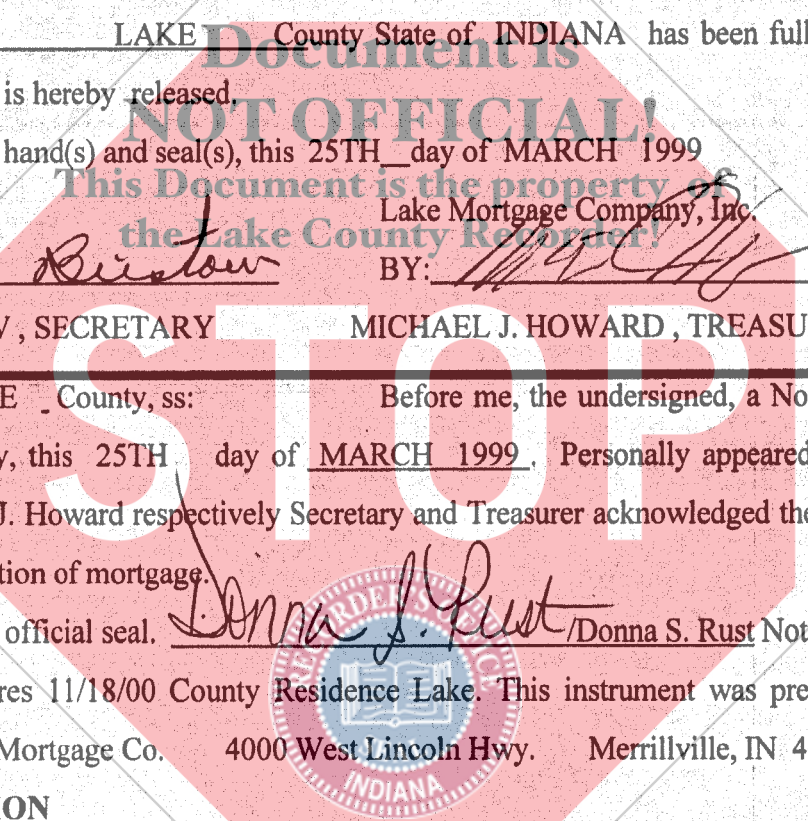 LAKE County State of INDIANA has been full
Document is
is hereby released.
NOT OFFICIAL!
hand(s) and seal(s), this 25TH day of MARCH 1999
This Document is the property of
Lake Mortgage Company, Inc.
the Lake County Recorder!
Bustow BY:
, SECRETARY MICHAEL J. HOWARD , TREASU
STOP
E County, ss: Before me, the undersigned, a No
y, this 25TH day of MARCH 1999 . Personally appeared
J. Howard respectively Secretary and Treasurer acknowledged the
tion of mortgage.
official seal. Donna S. Rust /Donna S. Rust Not
RECORDER'S OFFICE
res 11/18/00 County Residence Lake. This instrument was pre
Mortgage Co. 4000 West Lincoln Hwy. Merrillville, IN 4
INDIANA
ON